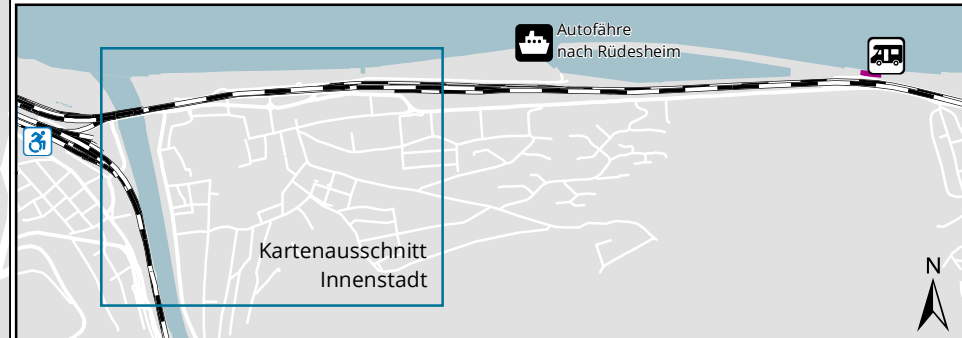 Autofähre
nach Rüdesheim
Kartenausschnitt
Innenstadt
N